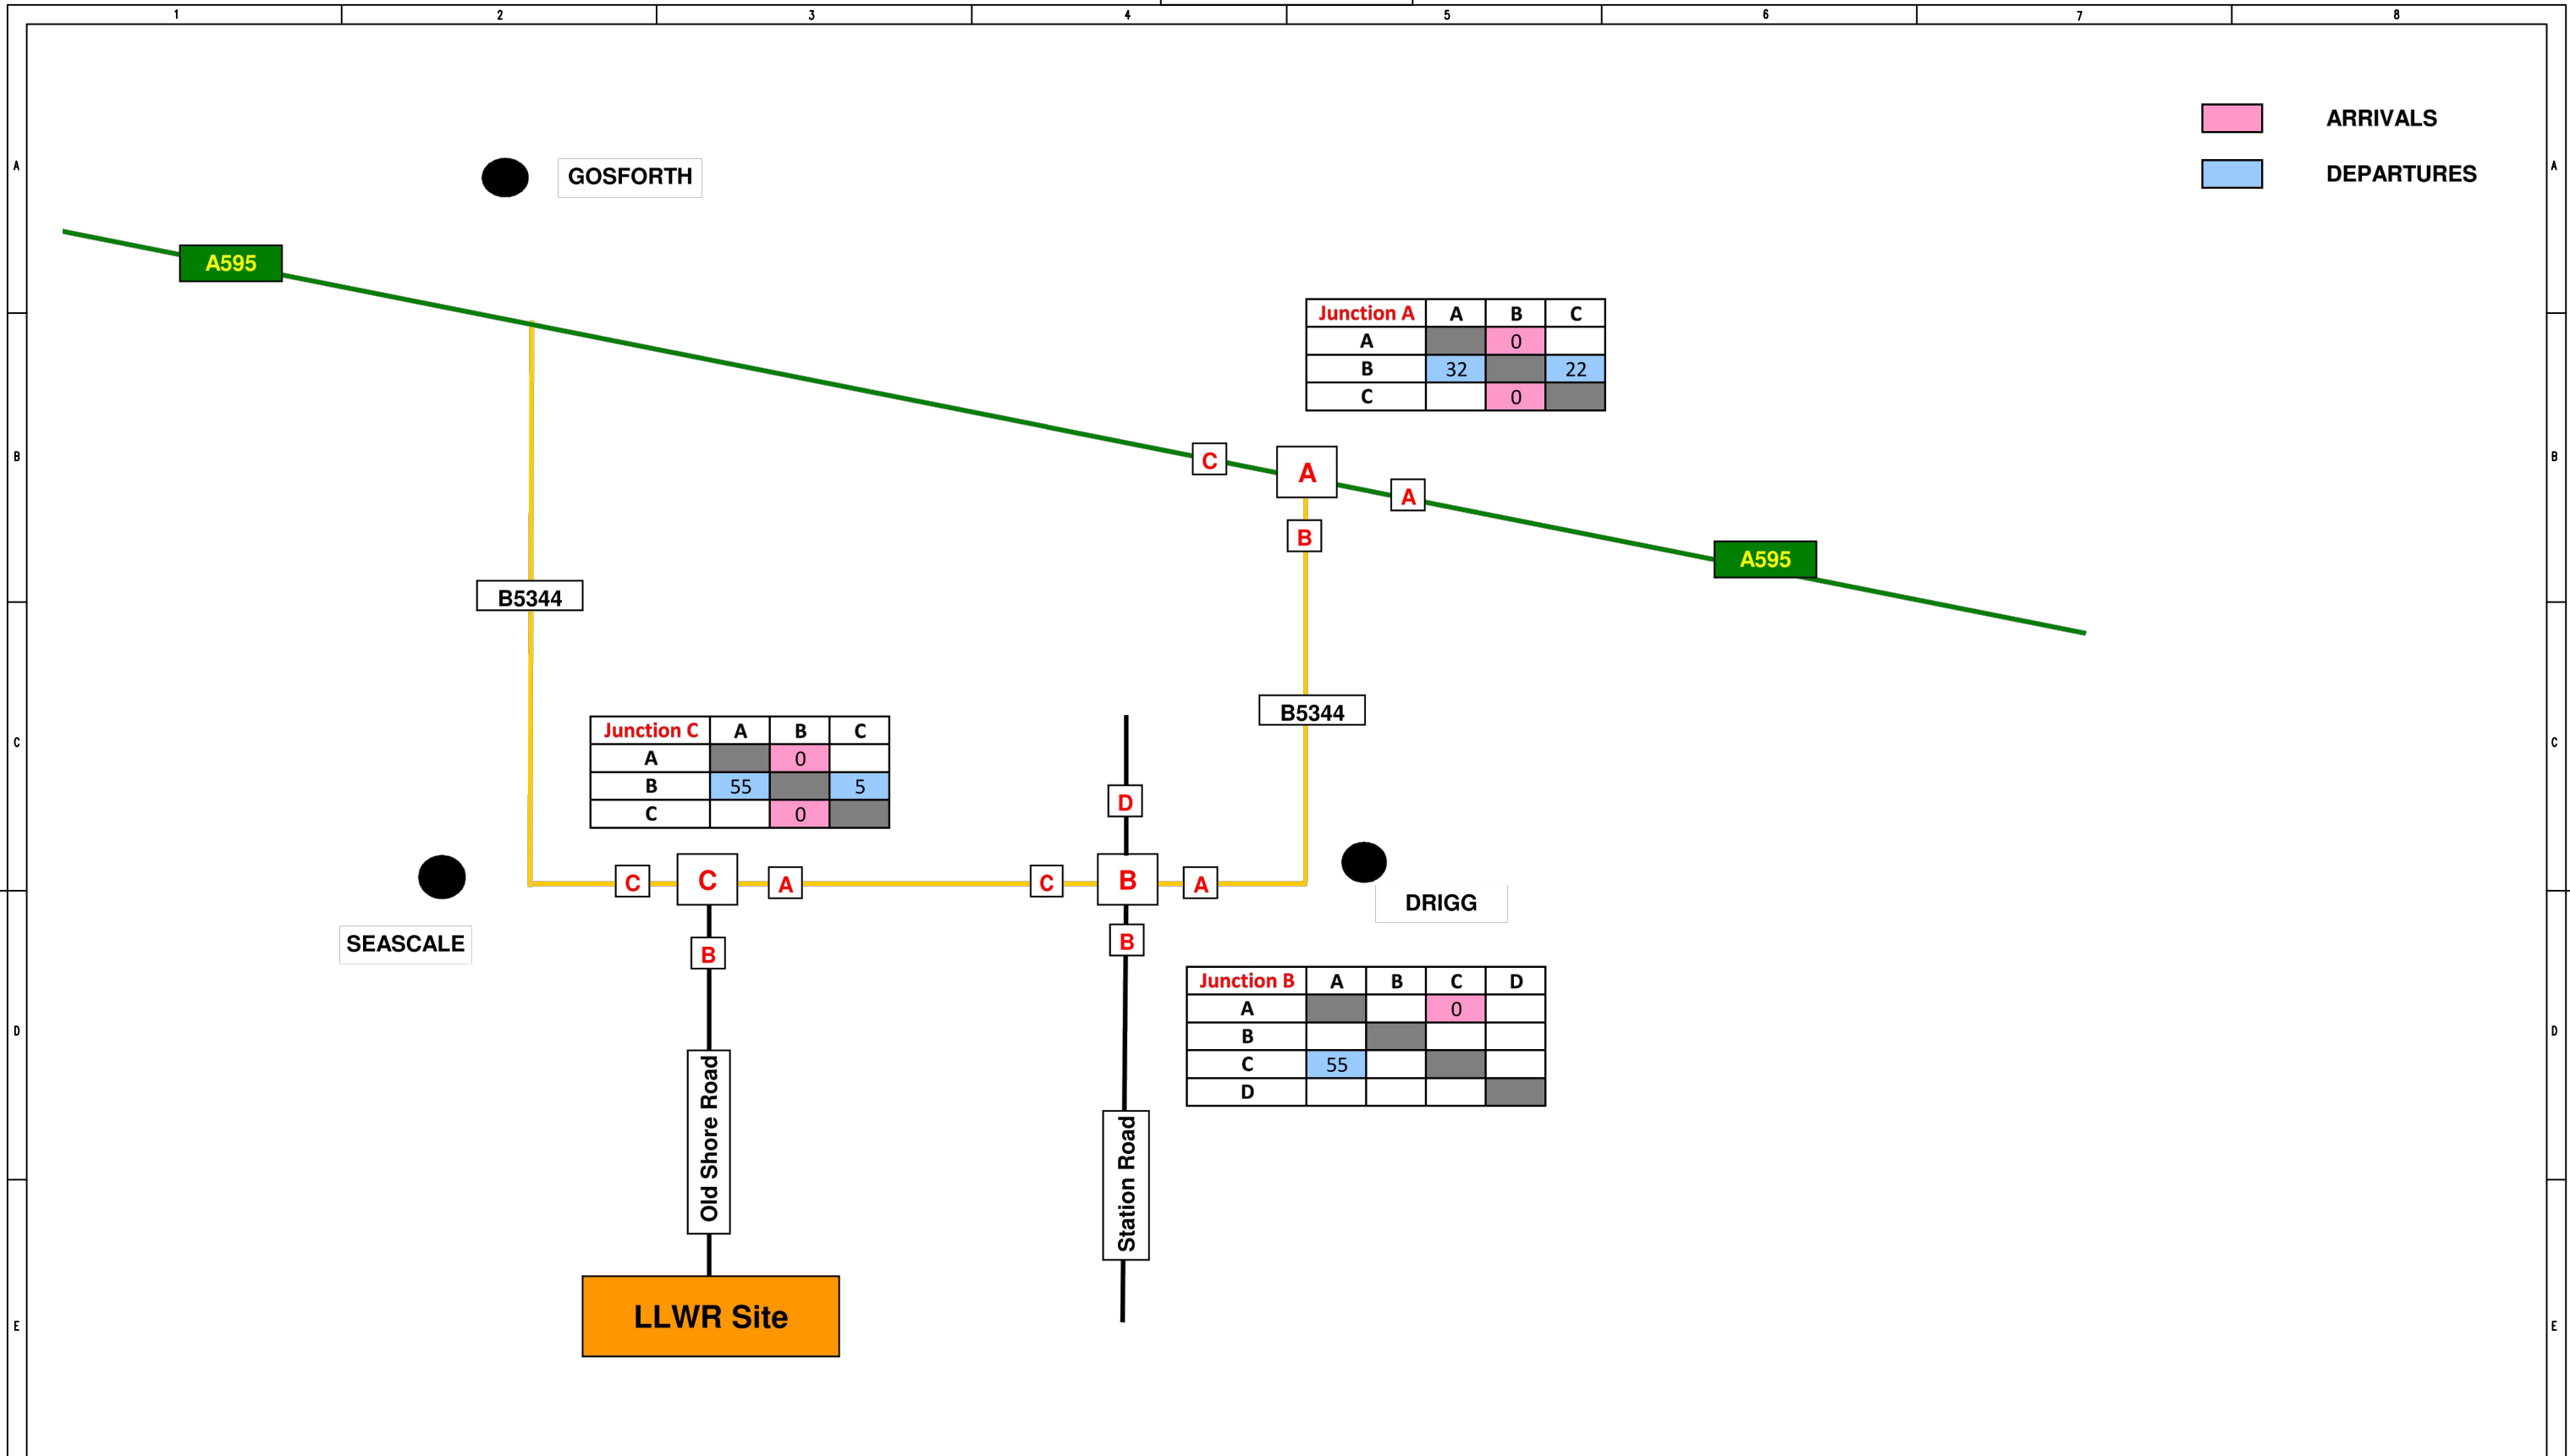 1 2 3 4 5 6 7 8
ARRIVALS
A A
DEPARTURES
GOSFORTH
A595
Junction A A B C
A 0
B 32 22
C 0
B B
C A A
B
A595
B5344
B5344
Junction C A B C
A 0
B 55 5
C 0
C C
D
C C A C B A
DRIGG
SEASCALE
B B
Junction B A B C D
A 0
B
C 55
D
D D
Old Shore Road
Station Road
LLWR Site
E E